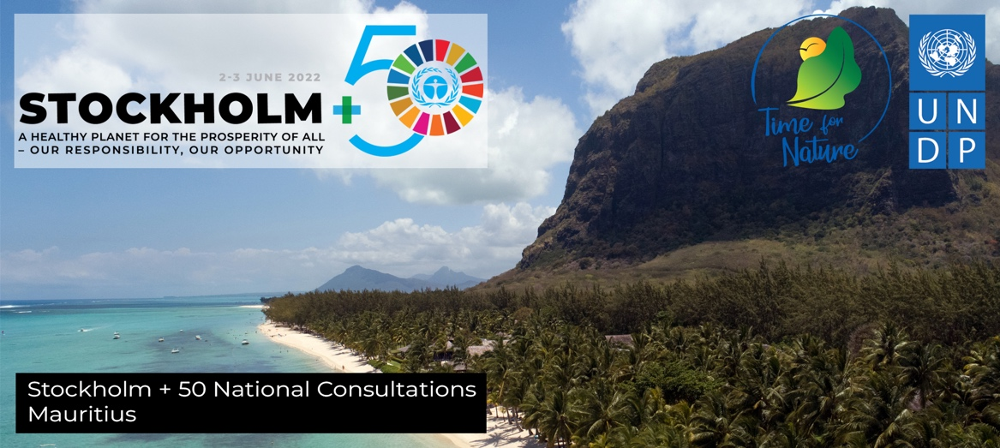 2-3 JUNE 2022
STOCKHOLM+50
A HEALTHY PLANET FOR THE PROSPERITY OF ALL
– OUR RESPONSIBILITY, OUR OPPORTUNITY
Time for
Nature
U N
D P
Stockholm + 50 National Consultations
Mauritius